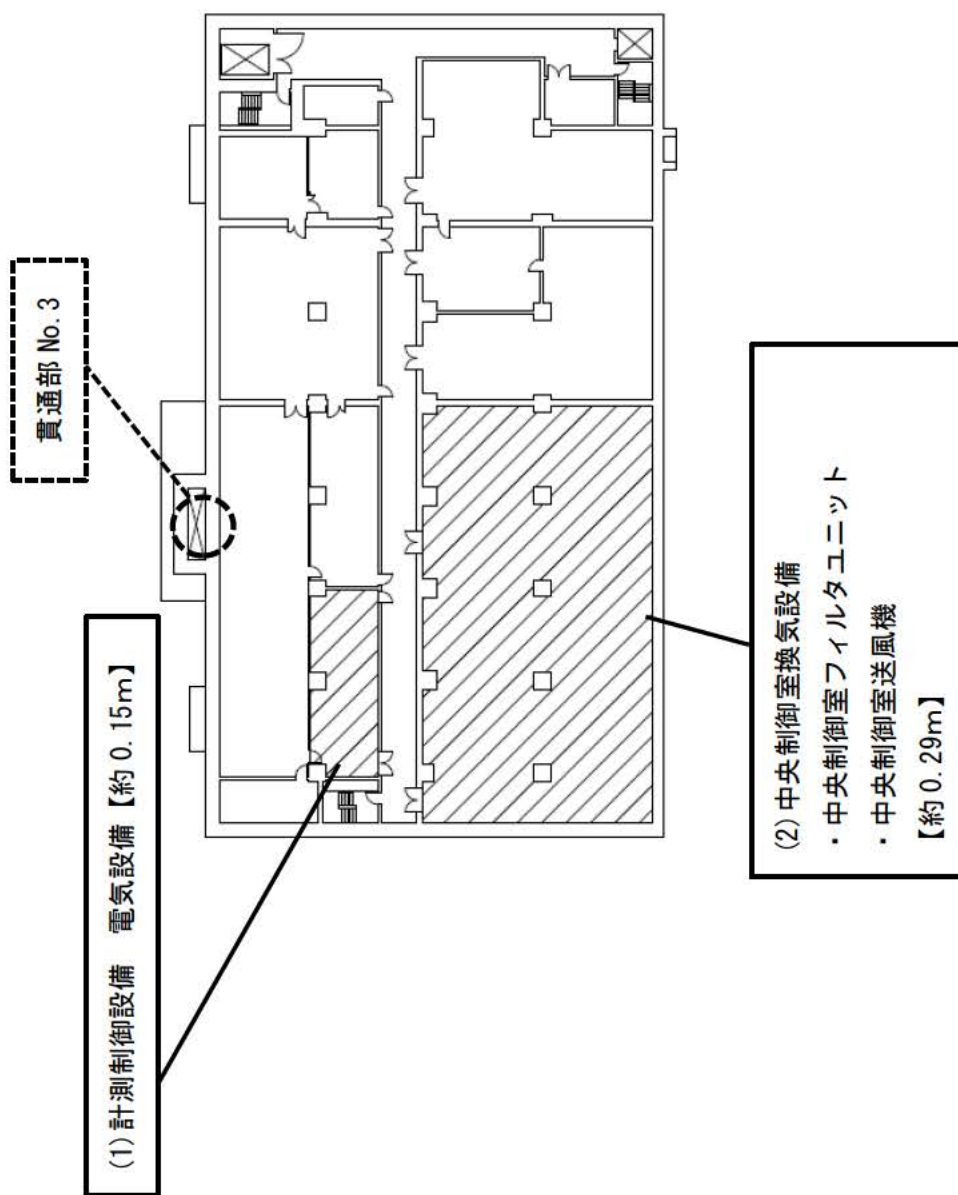 貫通部 No. 3
(1) 計測制御設備　電気設備【約 0.15m】
(2) 中央制御室換気設備
・中央制御室フィルタユニット
・中央制御室送風機
【約 0.29m】